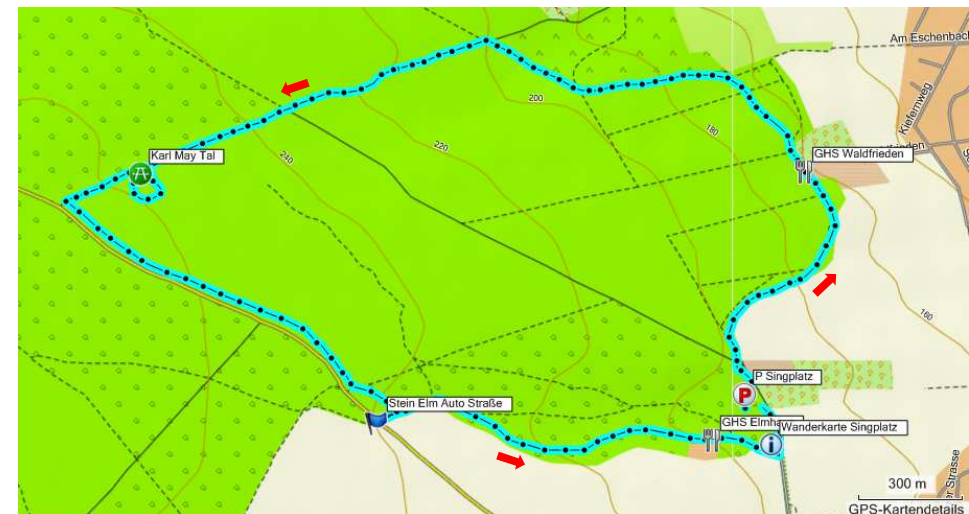 Am Eschenbach
Kiefernweg
200
180
220
240
Karl May Tal
GHS Waldfrieden
160
P Singplatz
P
Stein Elm Auto Straße
GHS Elmha
Wanderkarte Singplatz
i
300 m
GPS-Kartendetails